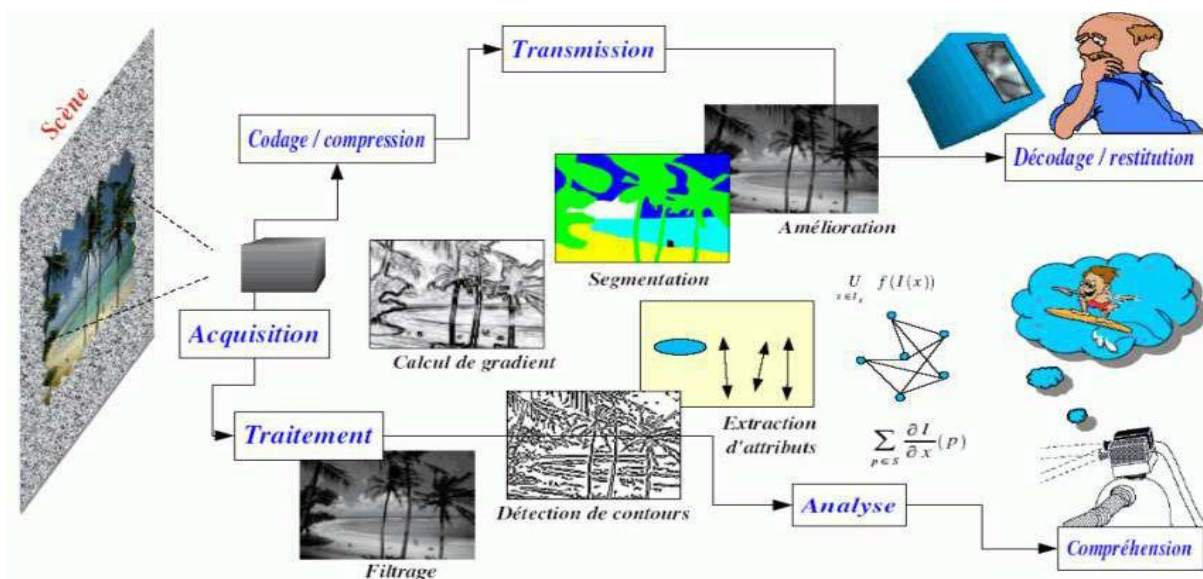 Scène
Transmission
Codage / compression
Décodage / restitution
Amélioration
Segmentation
Acquisition
Calcul de gradient
U f(I(x))
x∈I_s
Extraction
d'attributs
Traitement
∑ ∂I/∂x (p)
p∈S
Détection de contours
Analyse
Filtrage
Compréhension